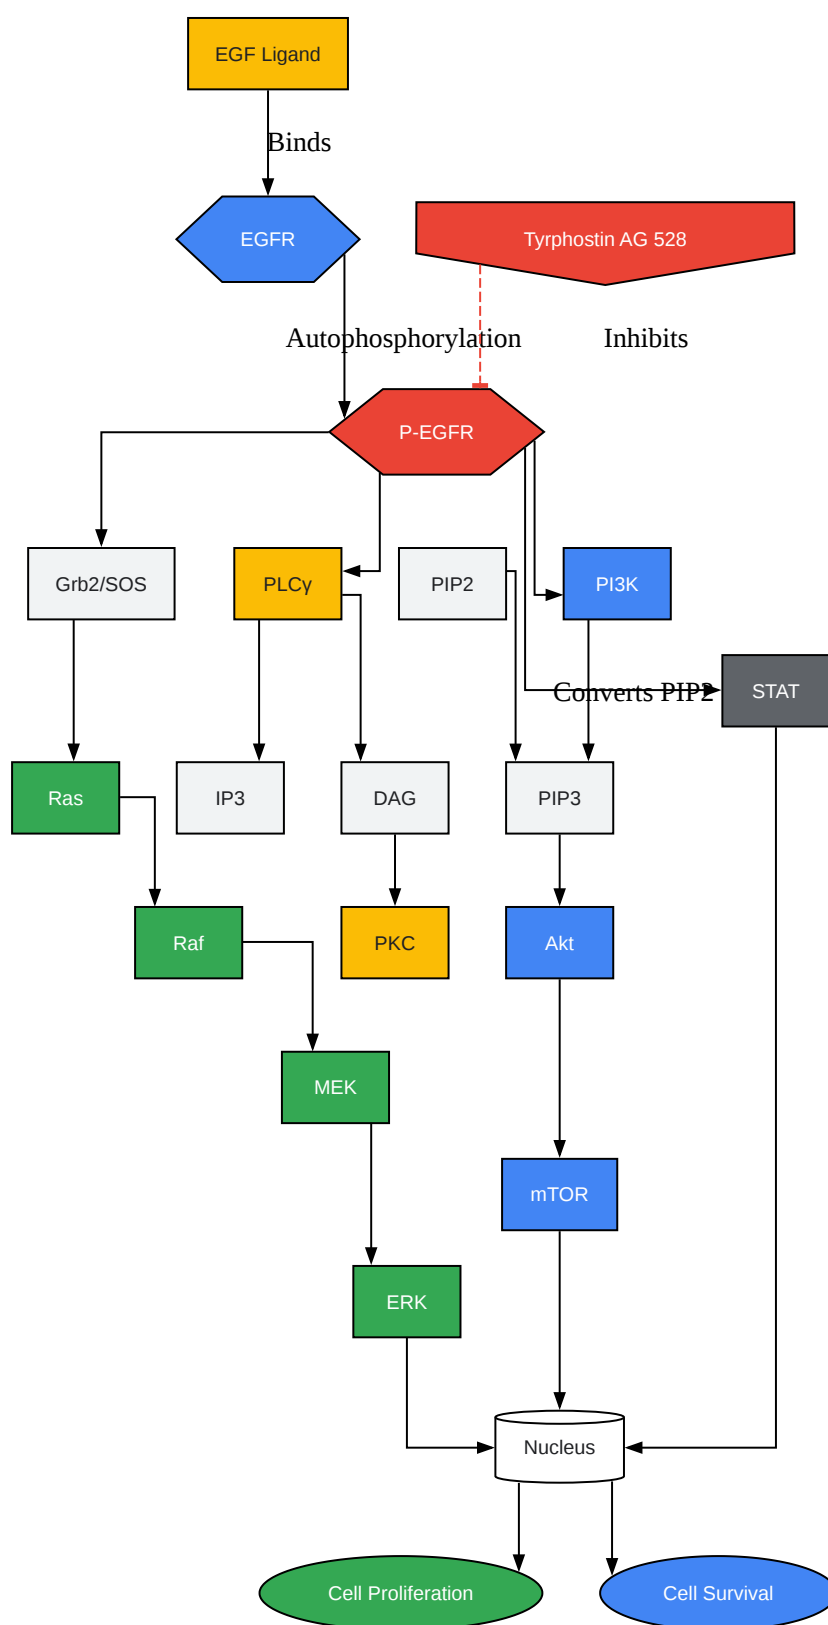 EGF Ligand
Binds
EGFR
Tyrphostin AG 528
Autophosphorylation
Inhibits
P-EGFR
Grb2/SOS
PLCγ
PIP2
PI3K
Converts PIP2
STAT
Ras
IP3
DAG
PIP3
Raf
PKC
Akt
MEK
mTOR
ERK
Nucleus
Cell Proliferation
Cell Survival